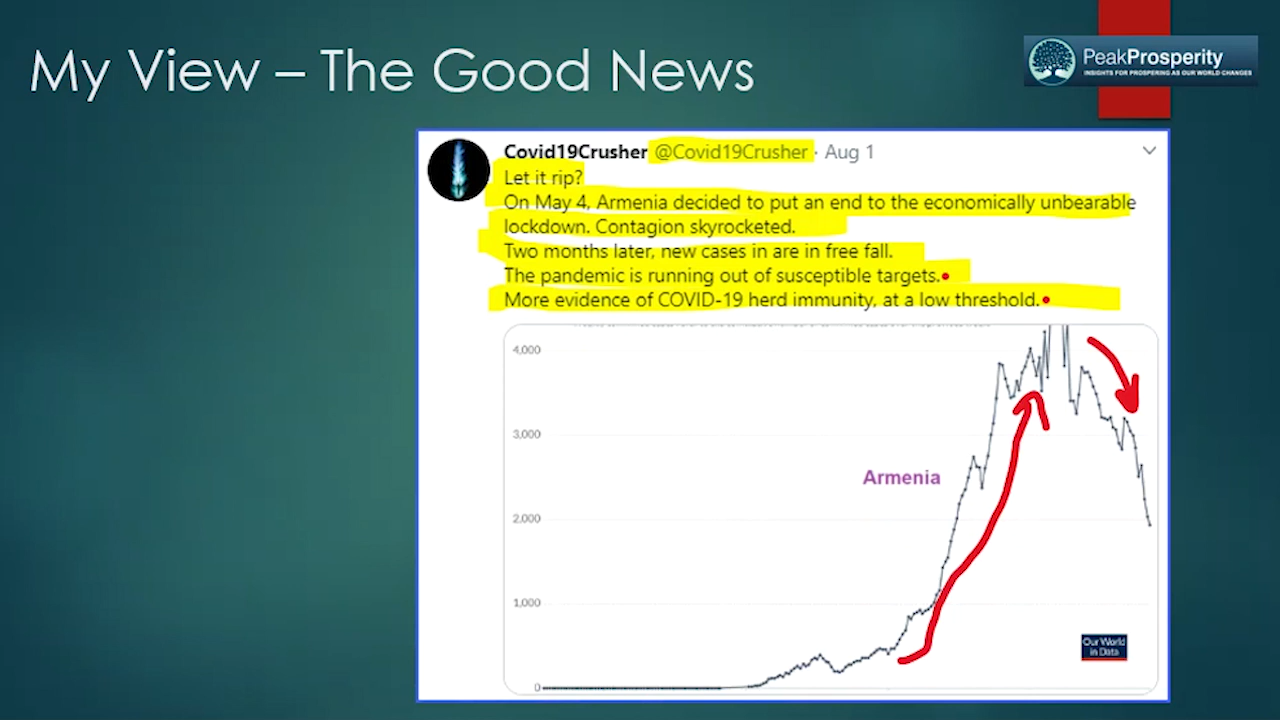 My View – The Good News
PeakProsperity
INSIGHTS FOR PROSPERING AS OUR WORLD CHANGES
Covid19Crusher @Covid19Crusher · Aug 1
Let it rip?
On May 4, Armenia decided to put an end to the economically unbearable
lockdown. Contagion skyrocketed.
Two months later, new cases in are in free fall.
The pandemic is running out of susceptible targets.
More evidence of COVID-19 herd immunity, at a low threshold.
4,000
3,000
Armenia
2,000
1,000
Our World
in Data
0